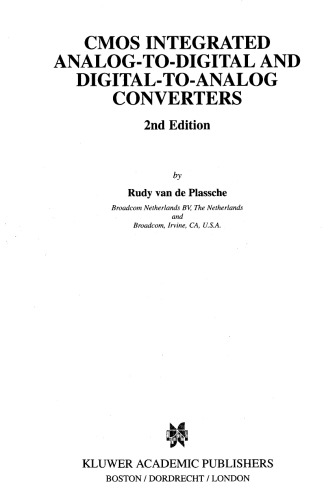 CMOS INTEGRATED
ANALOG-TO-DIGITAL AND
DIGITAL-TO-ANALOG
CONVERTERS
2nd Edition
by
Rudy van de Plassche
Broadcom Netherlands BV, The Netherlands
and
Broadcom, Irvine, CA, U.S.A.
KLUWER ACADEMIC PUBLISHERS
BOSTON / DORDRECHT / LONDON